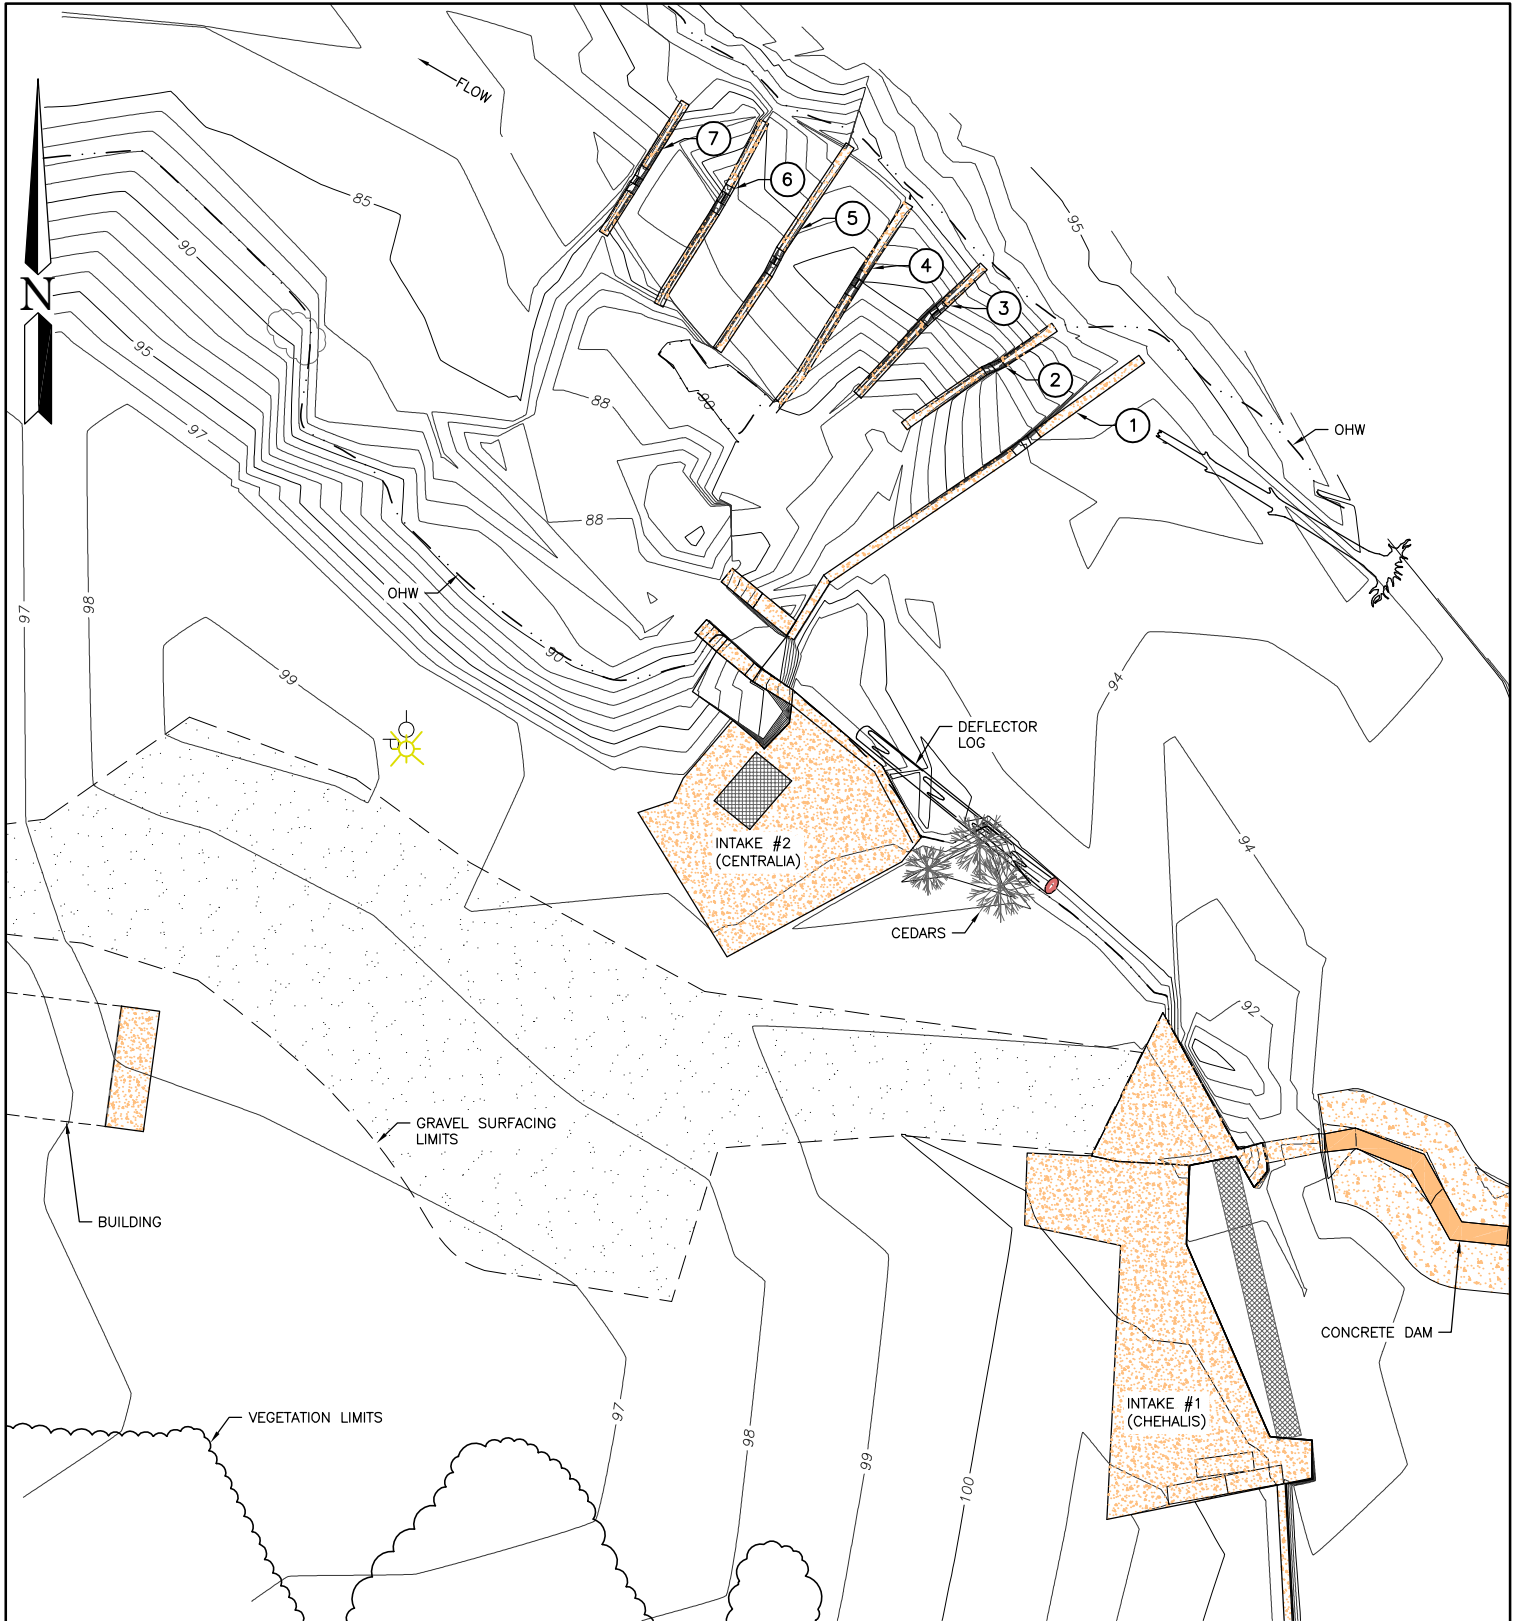 FLOW
7
6
5
4
3
2
1
95
85
90
N
95
97
88
90
88
OHW
OHW
97
98
90
99
94
DEFLECTOR
LOG
94
INTAKE #2
(CENTRALIA)
CEDARS
92
GRAVEL SURFACING
LIMITS
BUILDING
CONCRETE DAM
INTAKE #1
(CHEHALIS)
VEGETATION LIMITS
97
98
99
100